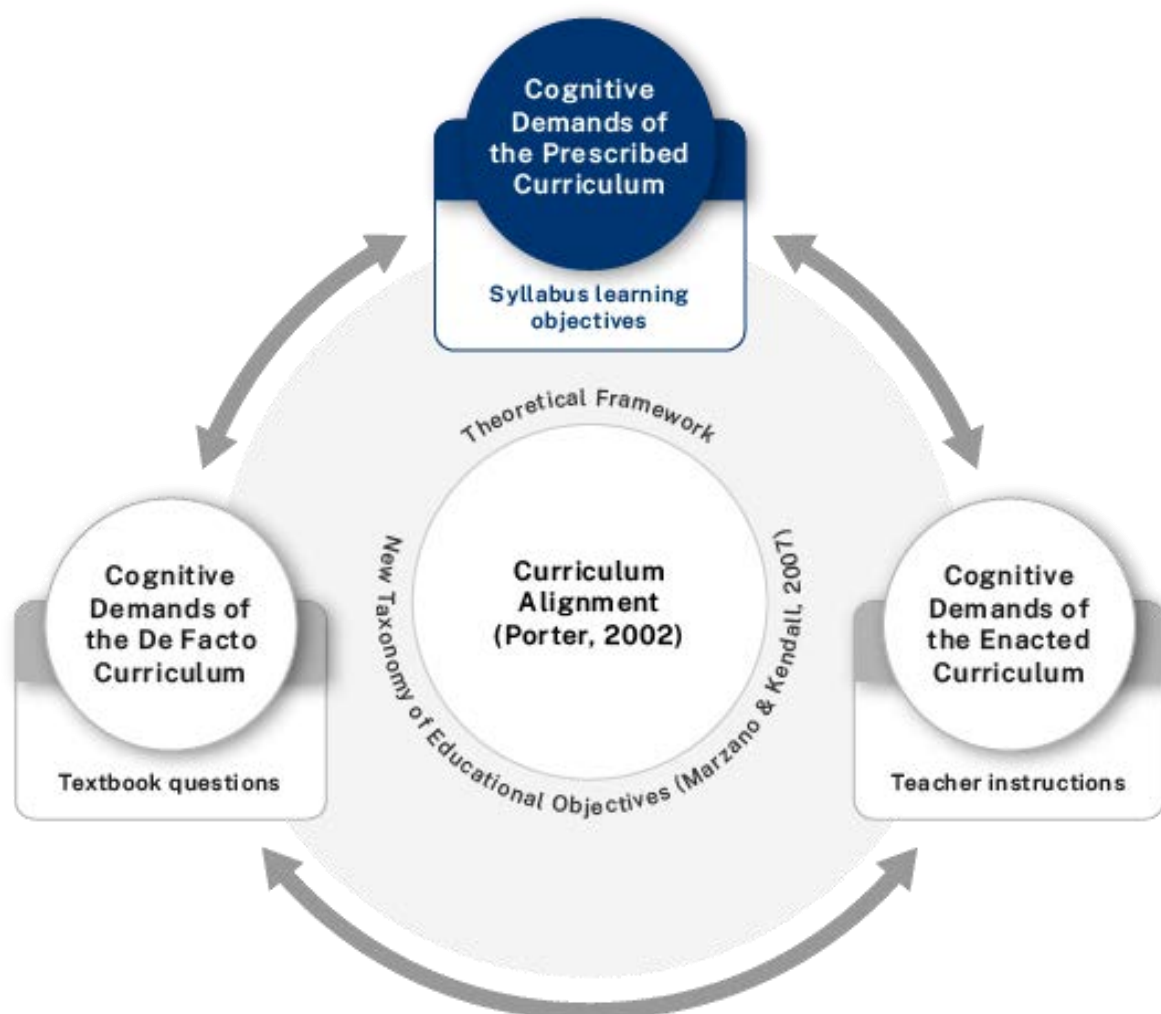 Cognitive
Demands of
the Prescribed
Curriculum
Syllabus learning
objectives
Theoretical Framework
Cognitive
Demands of
the De Facto
Curriculum
Textbook questions
Curriculum
Alignment
(Porter, 2002)
New Taxonomy of Educational Objectives (Marzano & Kendall, 2007)
Cognitive
Demands of
the Enacted
Curriculum
Teacher instructions